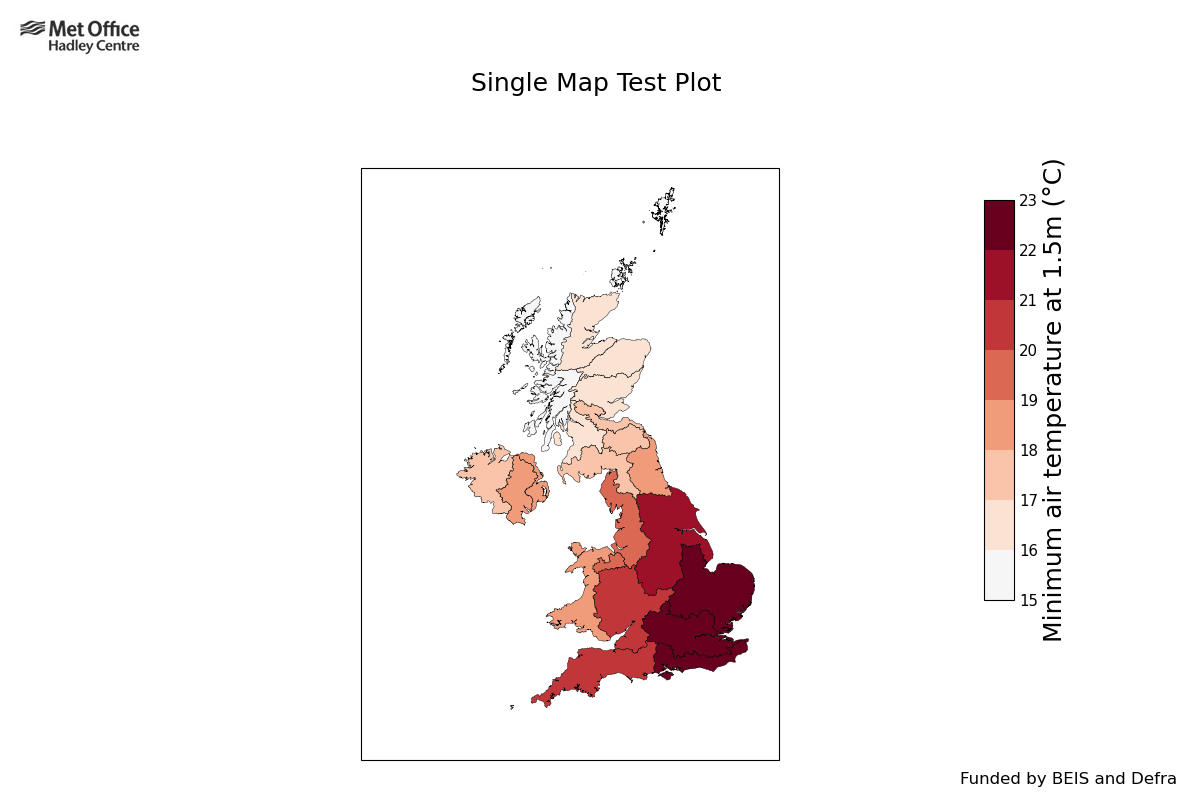 Met Office
Hadley Centre
Single Map Test Plot
23
22
21
20
19
18
17
16
15
Minimum air temperature at 1.5m (°C)
Funded by BEIS and Defra